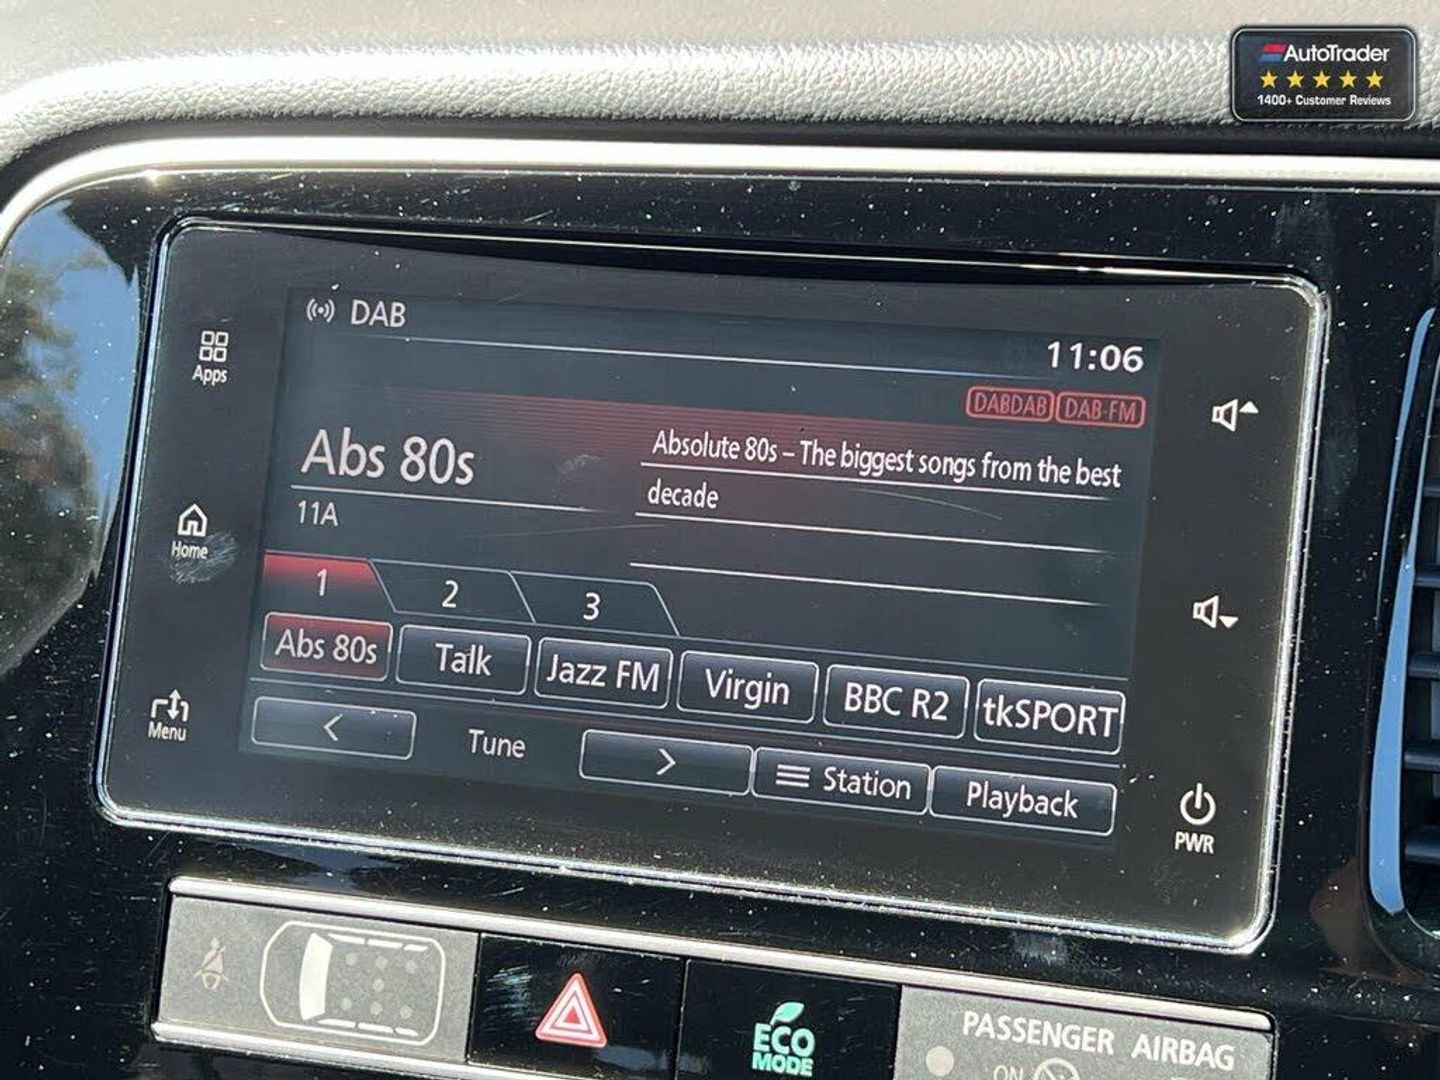 AutoTrader
1400+ Customer Reviews
DAB
11:06
Apps
DABDAB DAB-FM
Abs 80s
Absolute 80s – The biggest songs from the best
decade
11A
Home
1 2 3
Abs 80s Talk Jazz FM Virgin BBC R2 tkSPORT
Menu
< Tune > Station Playback
PWR
ECO
MODE
PASSENGER AIRBAG
ON